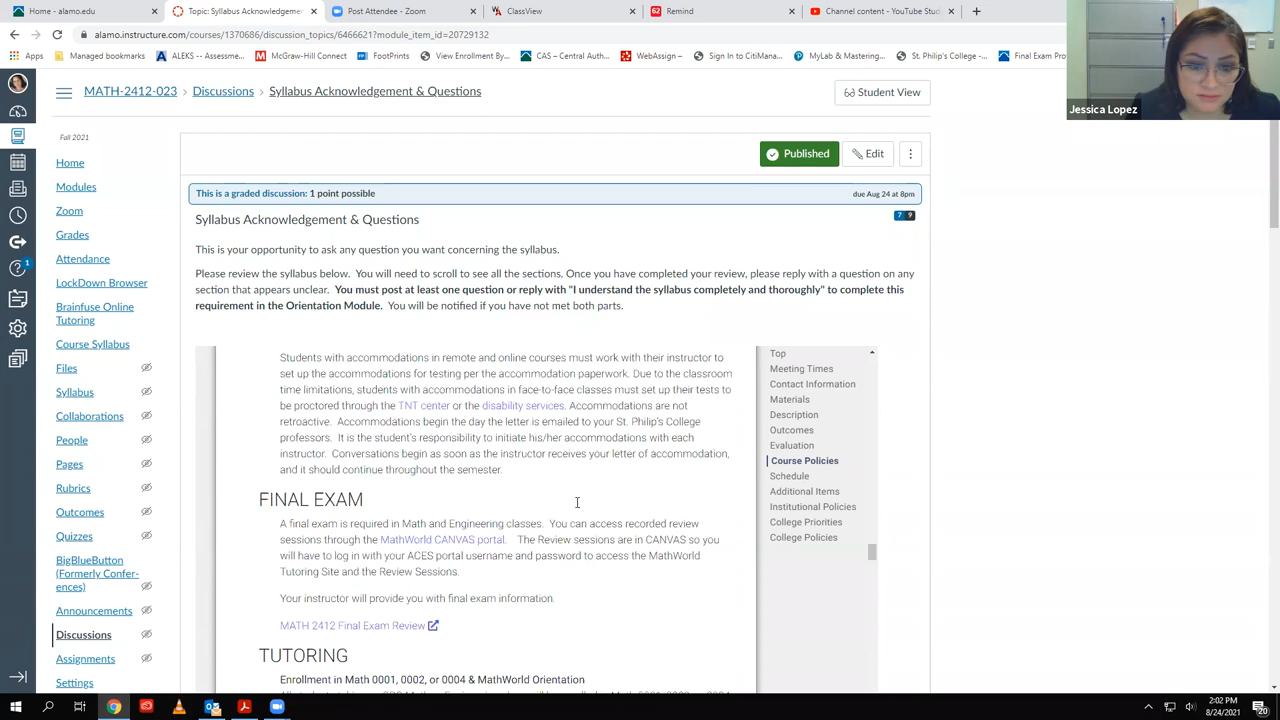 Home - alamo.edu
Topic: Syllabus Acknowledgemen
Post Attendee - Zoom
ClassView
Remind
Channel content - YouTube Stud
alamo.instructure.com/courses/1370686/discussion_topics/6466621?module_item_id=20729132
Apps
Managed bookmarks
ALEKS -- Assessme...
McGraw-Hill Connect
FootPrints
View Enrollment By...
CAS – Central Auth...
WebAssign –
Sign In to CitiMana...
MyLab & Mastering...
St. Philip's College -...
Final Exam Pro
Jessica Lopez
MATH-2412-023 > Discussions > Syllabus Acknowledgement & Questions
Student View
Fall 2021
Home
Modules
Zoom
Grades
Attendance
LockDown Browser
Brainfuse Online
Tutoring
Course Syllabus
Files
Syllabus
Collaborations
People
Pages
Rubrics
Outcomes
Quizzes
BigBlueButton
(Formerly Confer-
ences)
Announcements
Discussions
Assignments
Settings
1
Published
Edit
This is a graded discussion: 1 point possible
due Aug 24 at 8pm
Syllabus Acknowledgement & Questions
7 9
This is your opportunity to ask any question you want concerning the syllabus.
Please review the syllabus below. You will need to scroll to see all the sections. Once you have completed your review, please reply with a question on any
section that appears unclear. You must post at least one question or reply with "I understand the syllabus completely and thoroughly" to complete this
requirement in the Orientation Module. You will be notified if you have not met both parts.
Students with accommodations in remote and online courses must work with their instructor to
set up the accommodations for testing per the accommodation paperwork. Due to the classroom
time limitations, students with accommodations in face-to-face classes must set up their tests to
be proctored through the TNT center or the disability services. Accommodations are not
retroactive. Accommodations begin the day the letter is emailed to your St. Philip's College
professors. It is the student's responsibility to initiate his/her accommodations with each
instructor. Conversations begin as soon as the instructor receives your letter of accommodation,
and it should continue throughout the semester.
FINAL EXAM
A final exam is required in Math and Engineering classes. You can access recorded review
sessions through the MathWorld CANVAS portal. The Review sessions are in CANVAS so you
will have to log in with your ACES portal username and password to access the MathWorld
Tutoring Site and the Review Sessions.
Your instructor will provide you with final exam information.
MATH 2412 Final Exam Review
TUTORING
Enrollment in Math 0001, 0002, or 0004 & MathWorld Orientation
Top
Meeting Times
Contact Information
Materials
Description
Outcomes
Evaluation
Course Policies
Schedule
Additional Items
Institutional Policies
College Priorities
College Policies
2:02 PM
8/24/2021
20